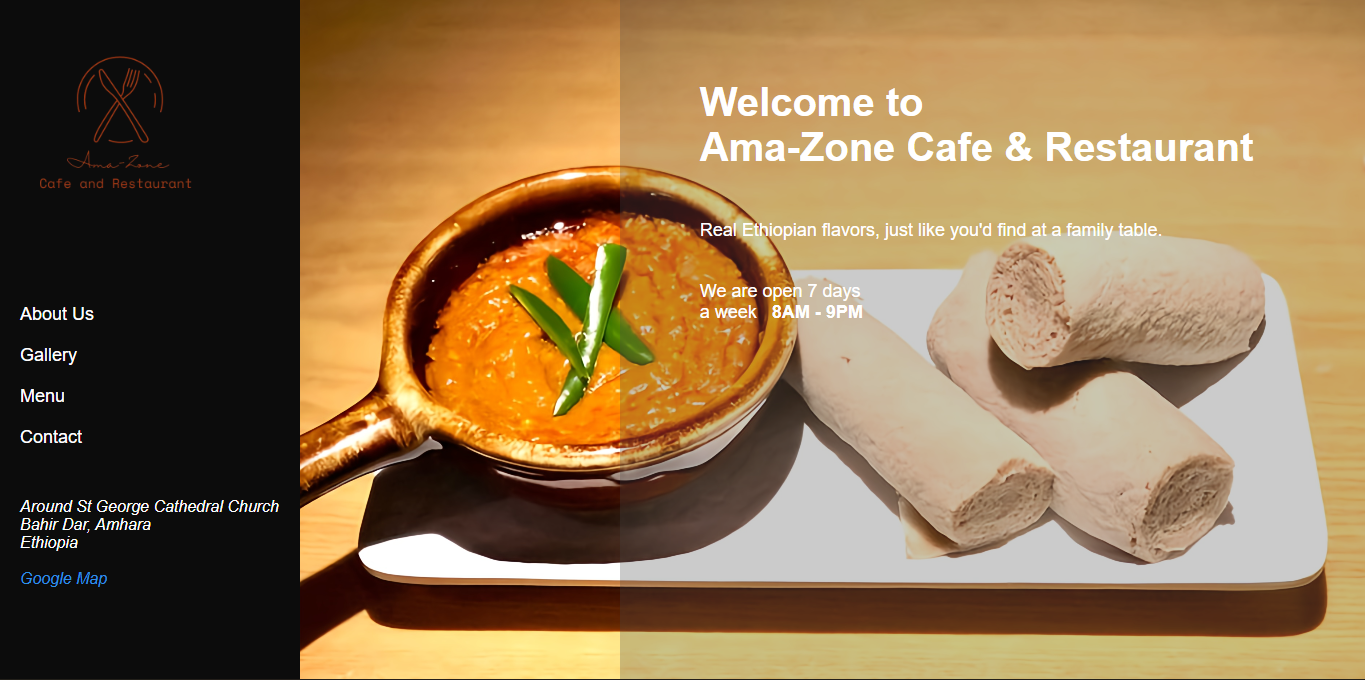 Ama-Zone
Cafe and Restaurant
About Us
Gallery
Menu
Contact
Around St George Cathedral Church
Bahir Dar, Amhara
Ethiopia
Google Map
Welcome to
Ama-Zone Cafe & Restaurant
Real Ethiopian flavors, just like you'd find at a family table.
We are open 7 days
a week 8AM - 9PM